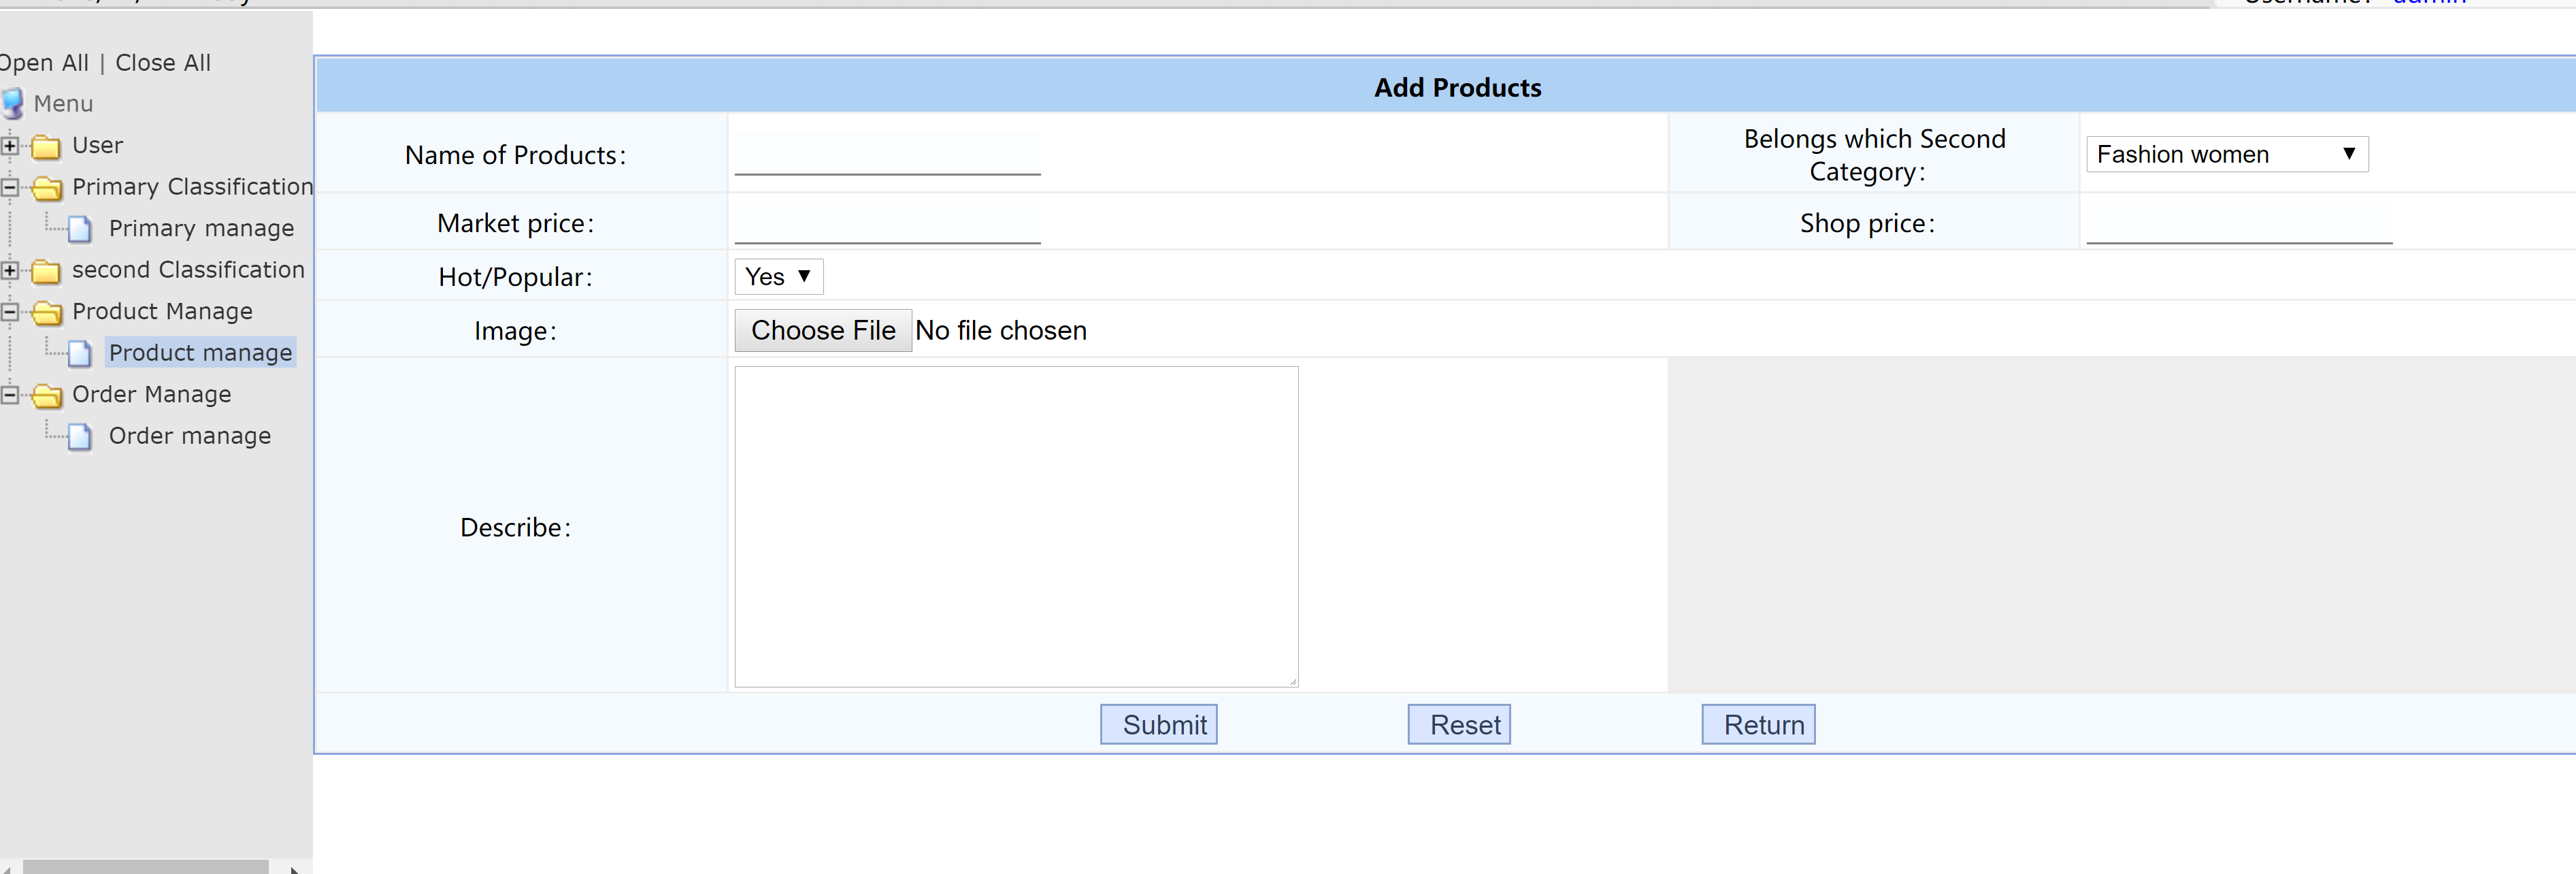 Username: admin
Open All | Close All
Menu
User
Primary Classification
Primary manage
second Classification
Product Manage
Product manage
Order Manage
Order manage
Add Products
Name of Products:
Belongs which Second
Category:
Fashion women
Market price:
Shop price:
Hot/Popular:
Yes
Image:
Choose File No file chosen
Describe:
Submit
Reset
Return